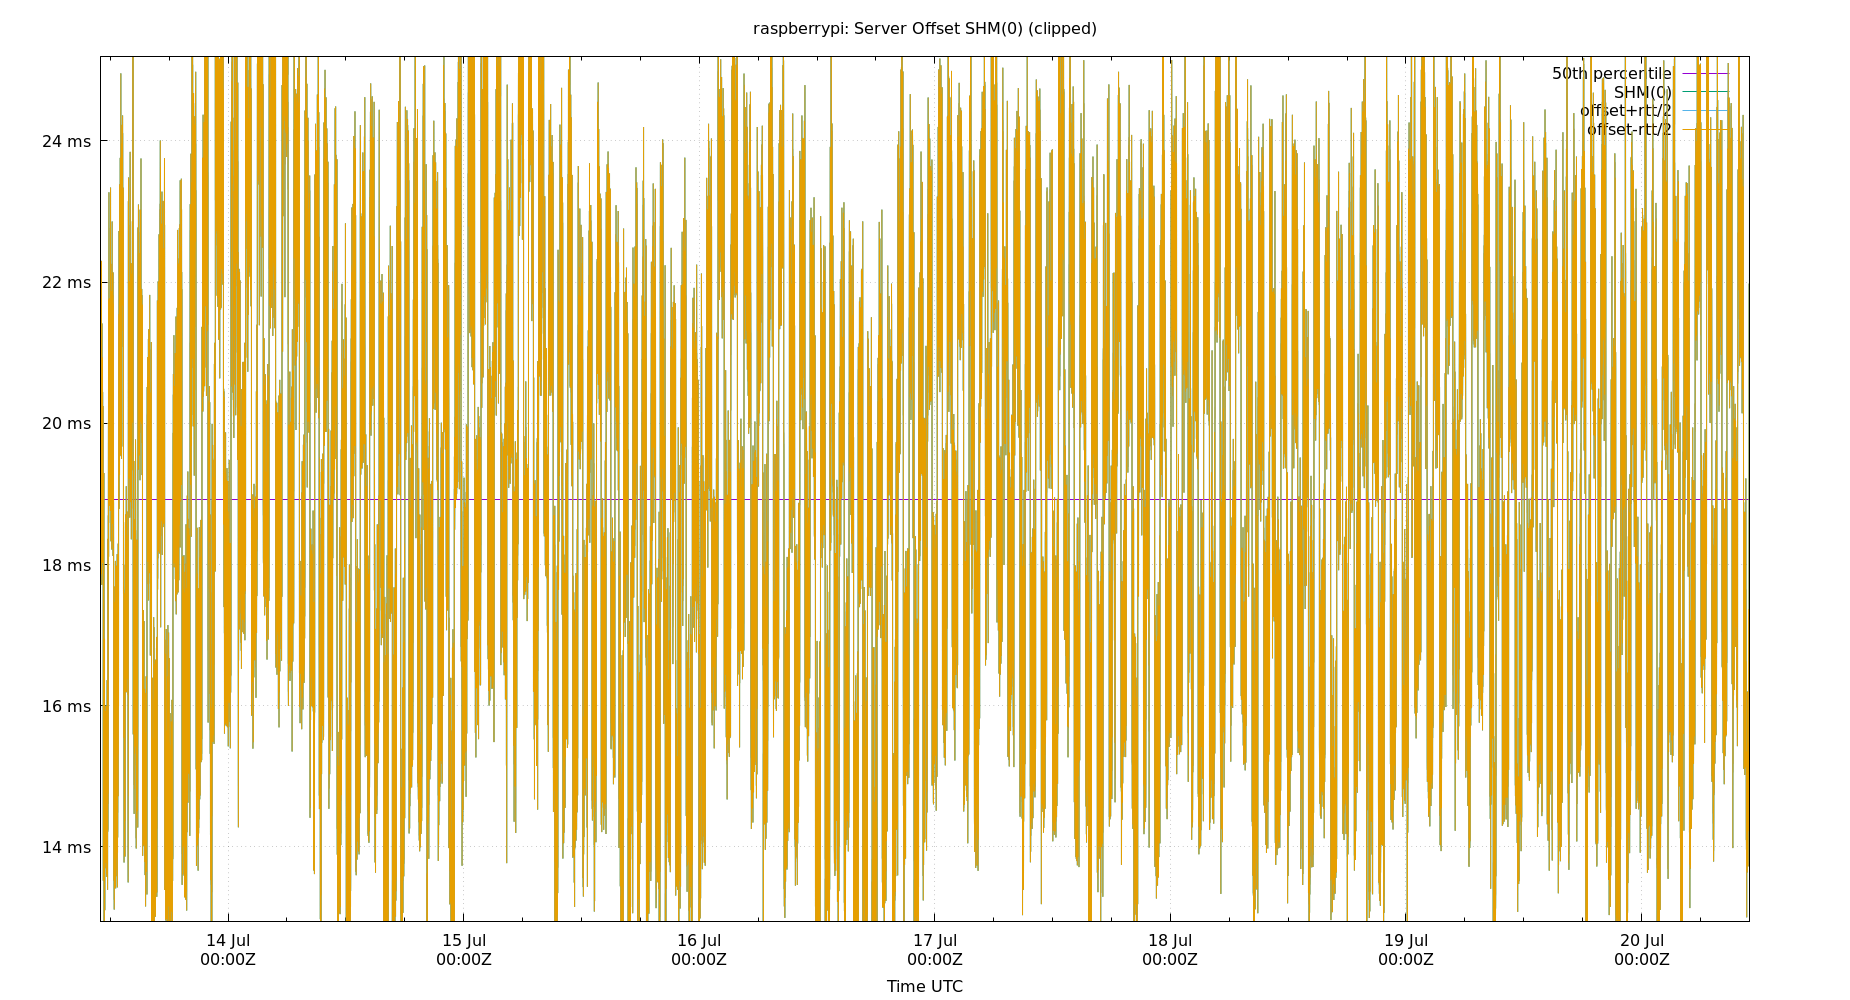 raspberrypi: Server Offset SHM(0) (clipped)
50th percentile
SHM(0)
offset+rtt/2
offset-rtt/2
24 ms
22 ms
20 ms
18 ms
16 ms
14 ms
14 Jul 15 Jul 16 Jul 17 Jul 18 Jul 19 Jul 20 Jul
00:00Z 00:00Z 00:00Z 00:00Z 00:00Z 00:00Z 00:00Z
Time UTC